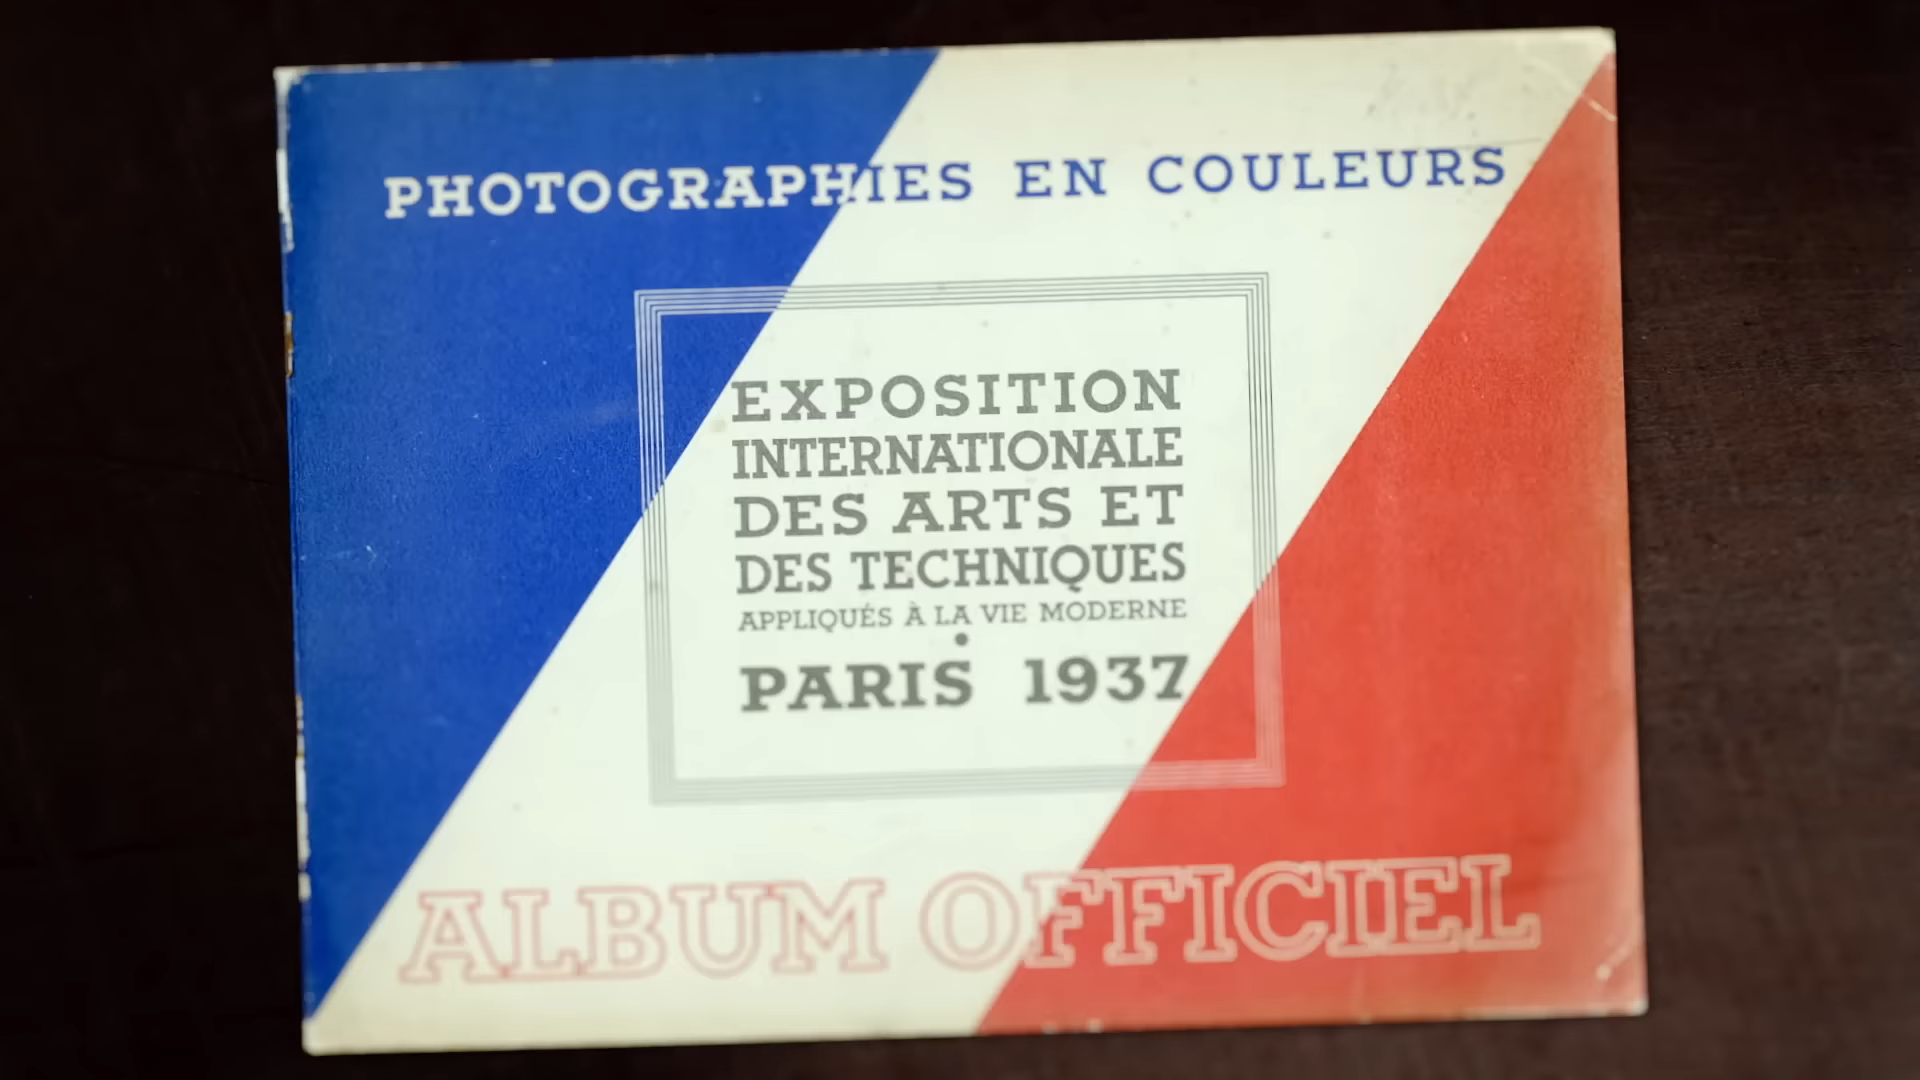 PHOTOGRAPHIES EN COULEURS
EXPOSITION
INTERNATIONALE
DES ARTS ET
DES TECHNIQUES
APPLIQUÉS À LA VIE MODERNE
•
PARIS 1937
ALBUM OFFICIEL